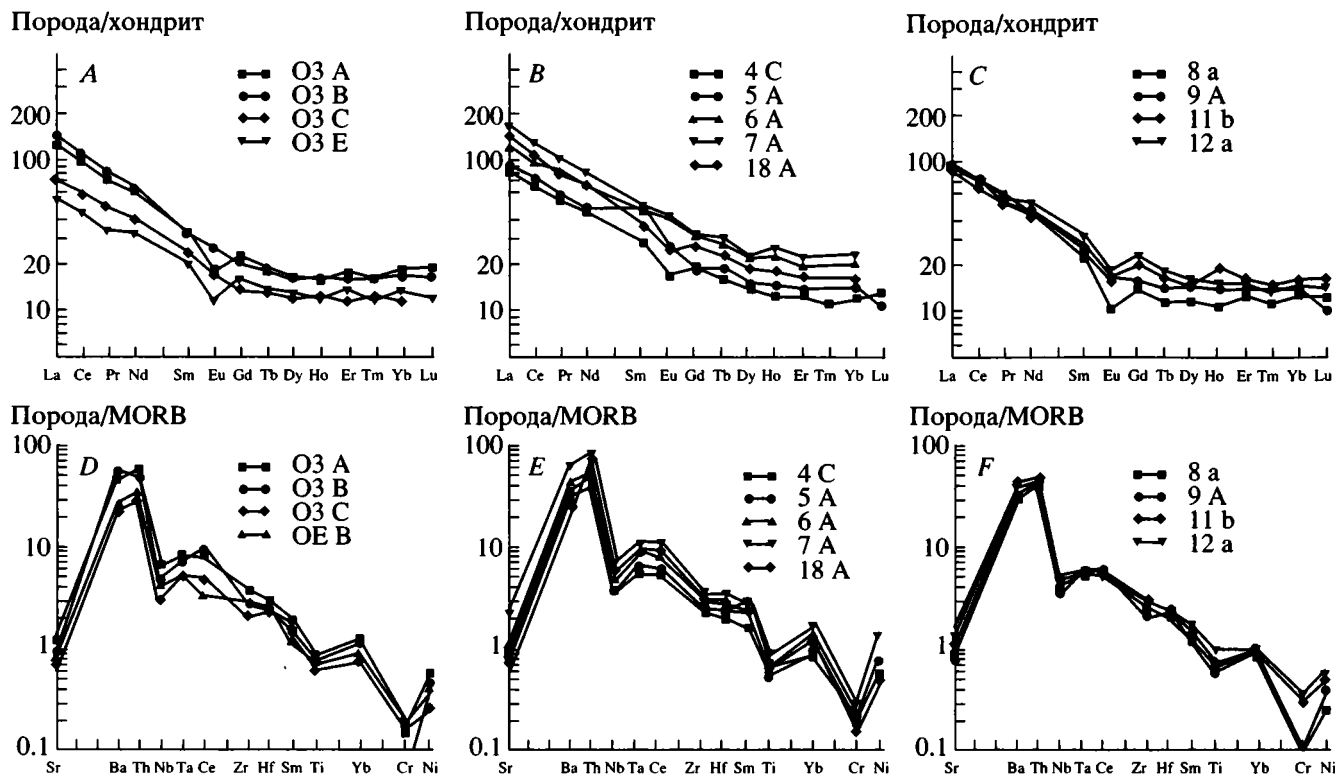 Порода/хондрит
A
O3 A
O3 B
O3 C
O3 E
200
100
20
10
La Ce Pr Nd Sm Eu Gd Tb Dy Ho Er Tm Yb Lu
Порода/хондрит
B
4 C
5 A
6 A
7 A
18 A
200
100
20
10
La Ce Pr Nd Sm Eu Gd Tb Dy Ho Er Tm Yb Lu
Порода/хондрит
C
8 a
9 A
11 b
12 a
200
100
20
10
La Ce Pr Nd Sm Eu Gd Tb Dy Ho Er Tm Yb Lu
Порода/MORB
100
D
O3 A
O3 B
O3 C
OE B
10
1
0.1
Sr Ba Th Nb Ta Ce Zr Hf Sm Ti Yb Cr Ni
Порода/MORB
100
E
4 C
5 A
6 A
7 A
18 A
10
1
0.1
Sr Ba Th Nb Ta Ce Zr Hf Sm Ti Yb Cr Ni
Порода/MORB
100
F
8 a
9 A
11 b
12 a
10
1
0.1
Sr Ba Th Nb Ta Ce Zr Hf Sm Ti Yb Cr Ni